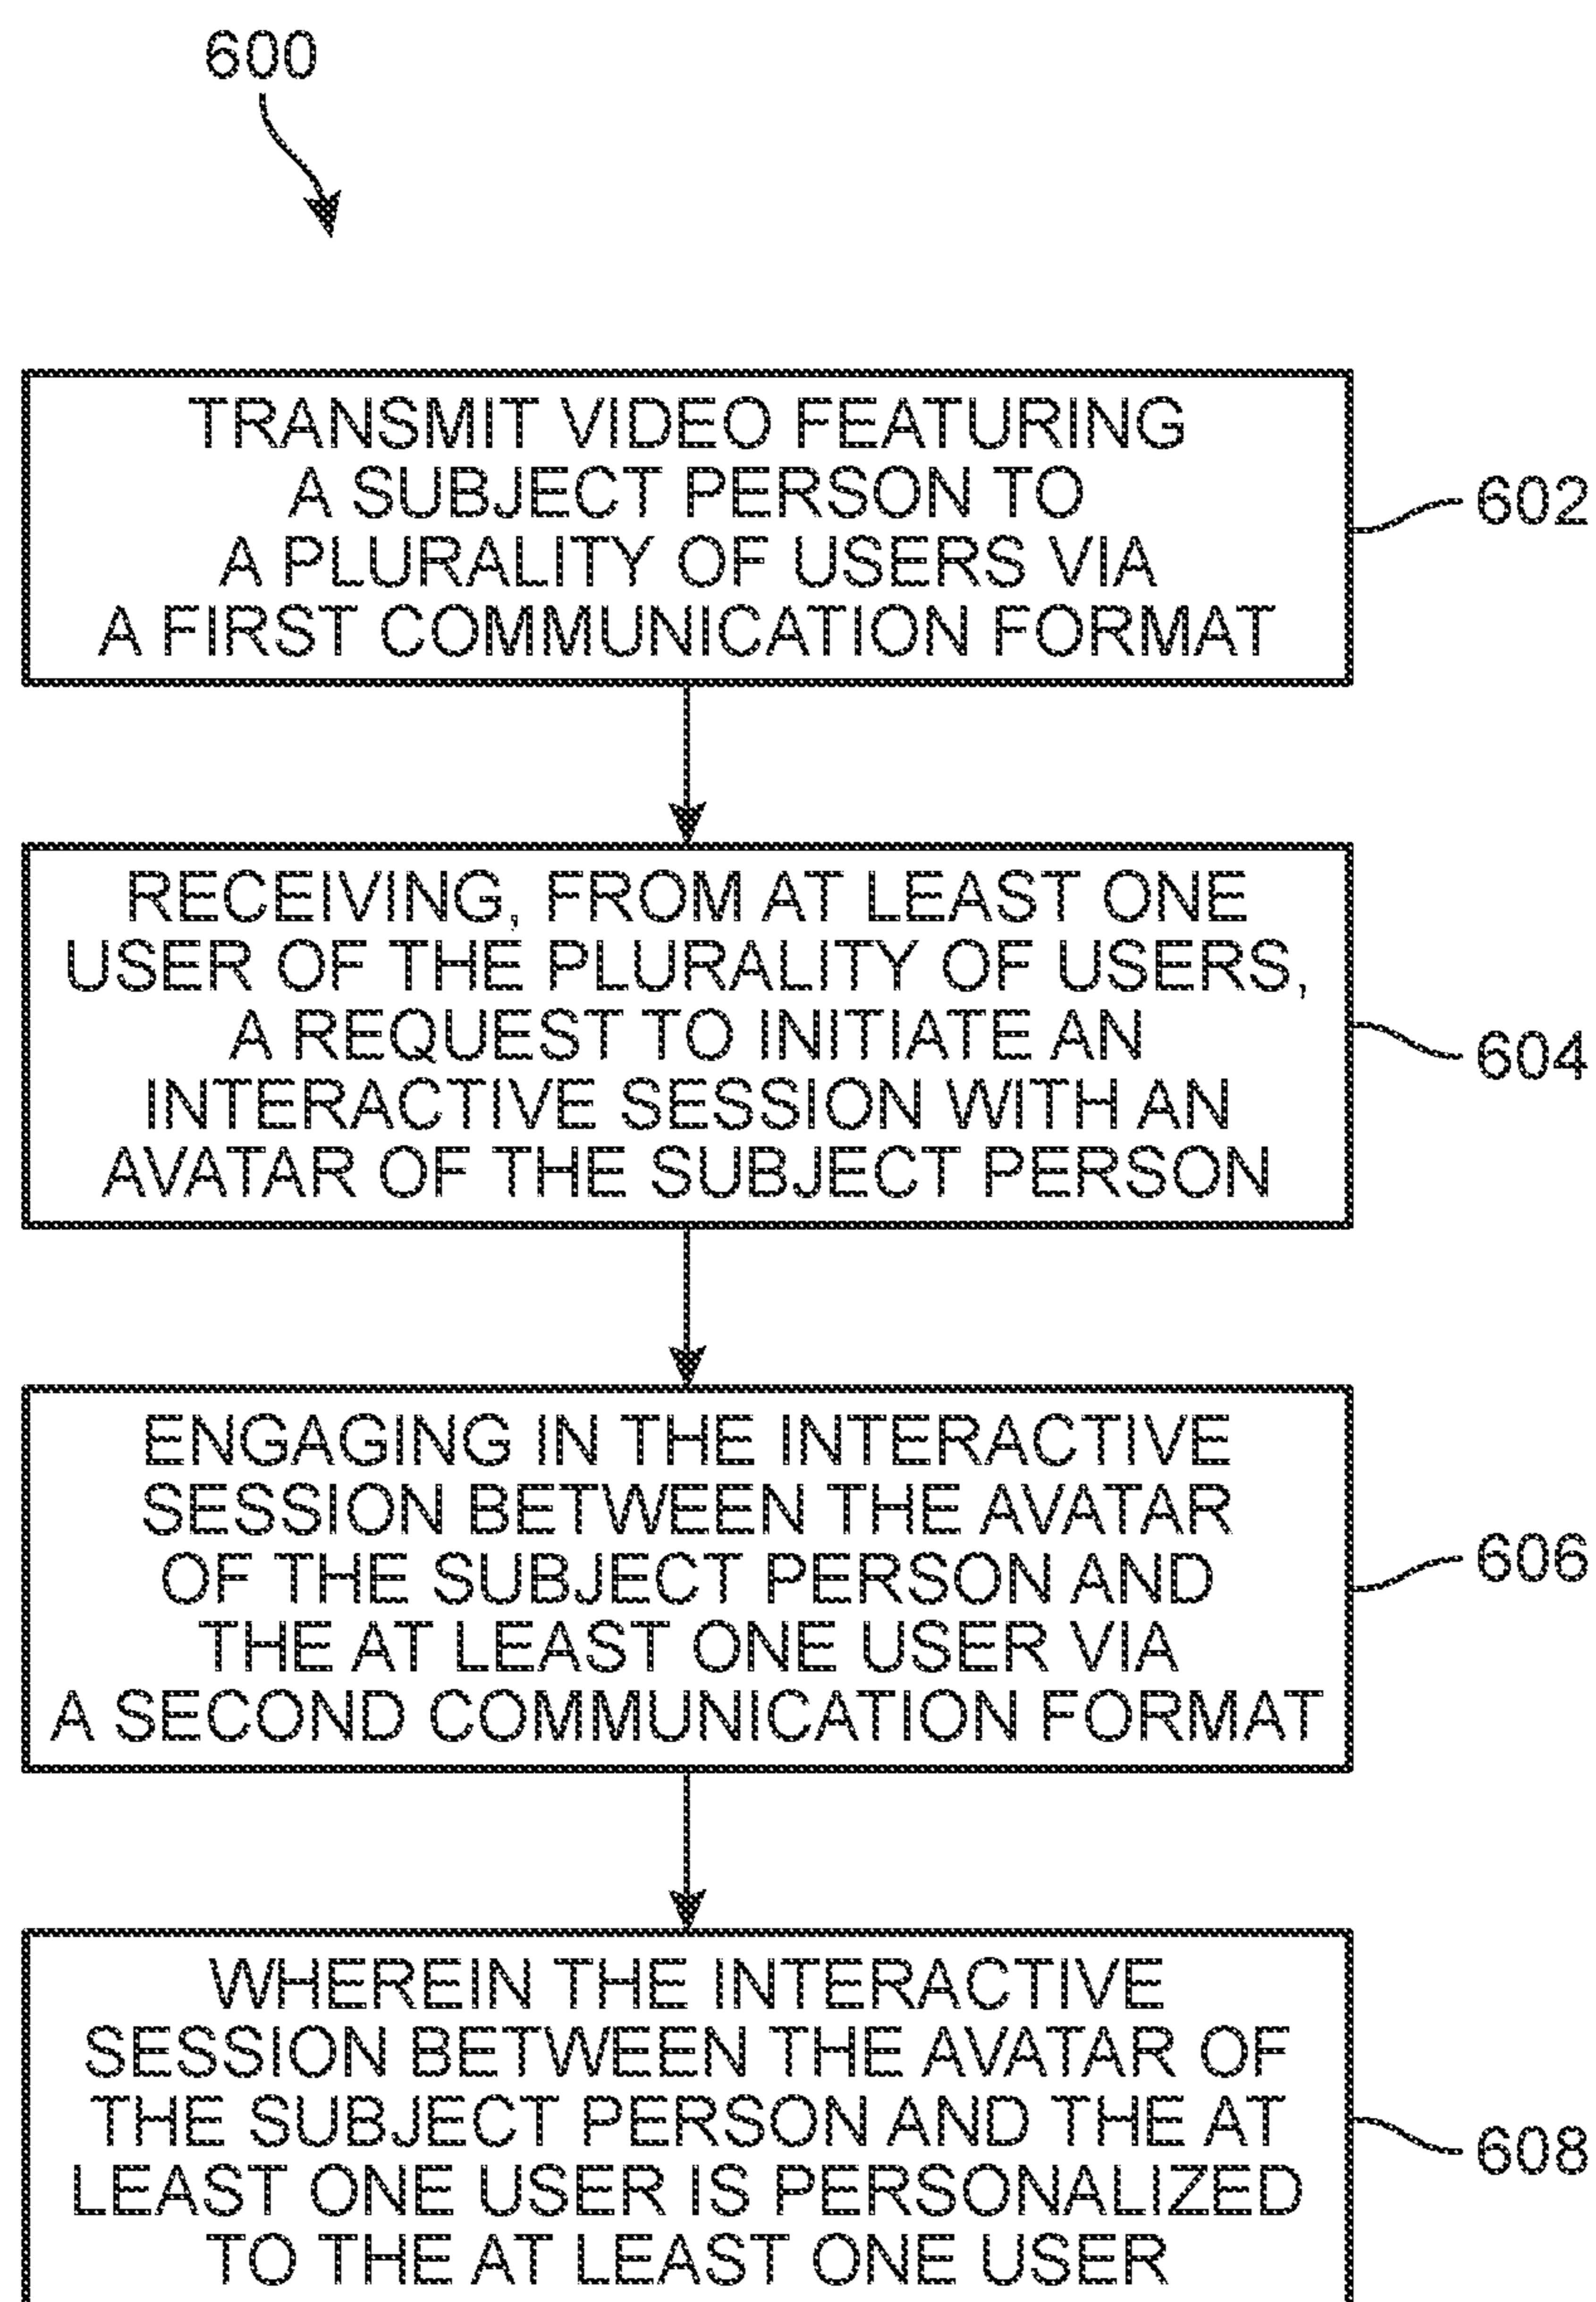 600
TRANSMIT VIDEO FEATURING
A SUBJECT PERSON TO
A PLURALITY OF USERS VIA
A FIRST COMMUNICATION FORMAT
602
RECEIVING, FROM AT LEAST ONE
USER OF THE PLURALITY OF USERS,
A REQUEST TO INITIATE AN
INTERACTIVE SESSION WITH AN
AVATAR OF THE SUBJECT PERSON
604
ENGAGING IN THE INTERACTIVE
SESSION BETWEEN THE AVATAR
OF THE SUBJECT PERSON AND
THE AT LEAST ONE USER VIA
A SECOND COMMUNICATION FORMAT
606
WHEREIN THE INTERACTIVE
SESSION BETWEEN THE AVATAR OF
THE SUBJECT PERSON AND THE AT
LEAST ONE USER IS PERSONALIZED
TO THE AT LEAST ONE USER
608